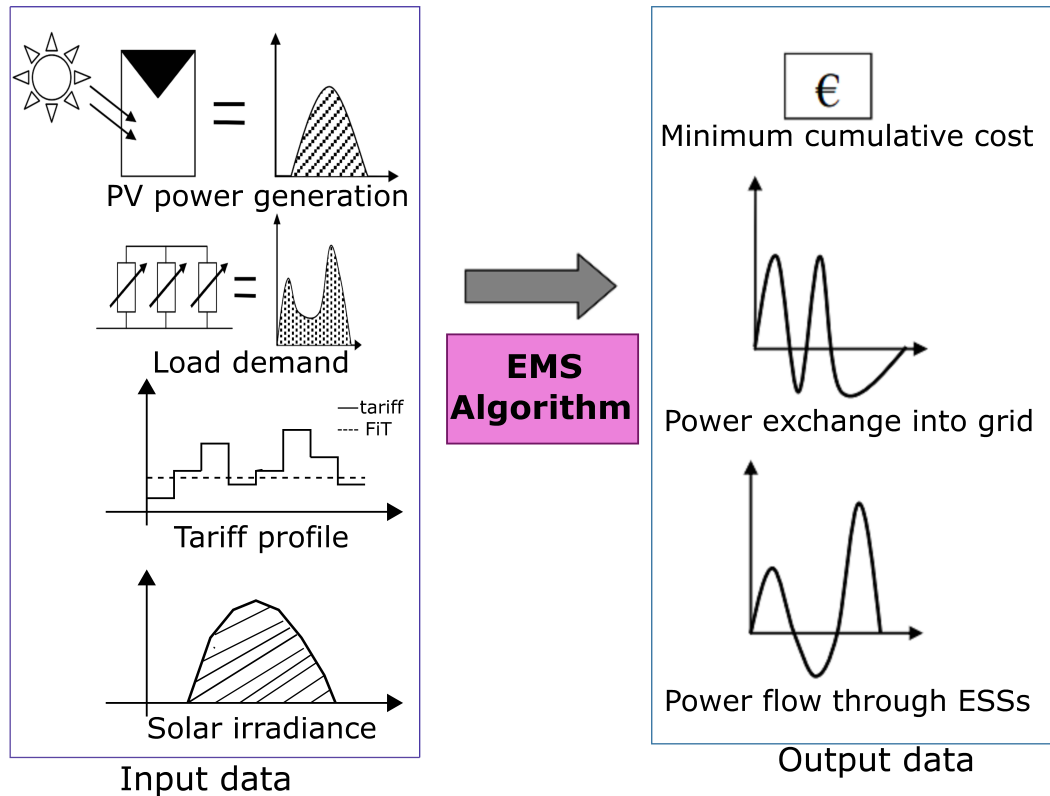 PV power generation
Load demand
tariff
FiT
Tariff profile
Solar irradiance
Input data
EMS
Algorithm
€
Minimum cumulative cost
Power exchange into grid
Power flow through ESSs
Output data